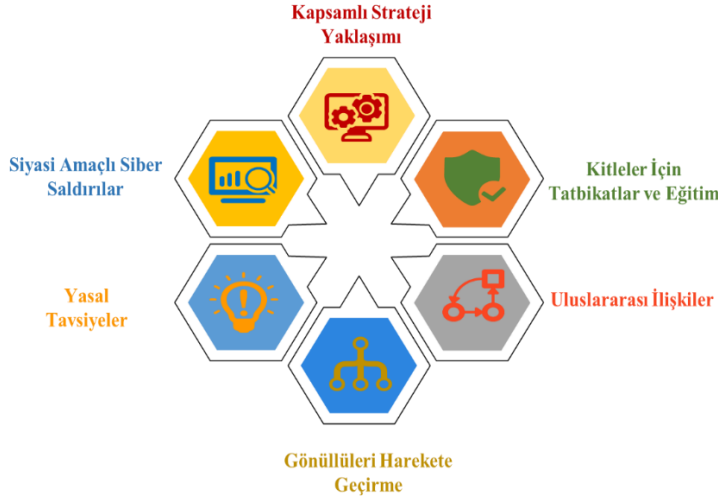 Kapsamlı Strateji
Yaklaşımı
Siyasi Amaçlı Siber
Saldırılar
Kitleler İçin
Tatbikatlar ve Eğitim
Yasal
Tavsiyeler
Uluslararası İlişkiler
Gönüllüleri Harekete
Geçirme